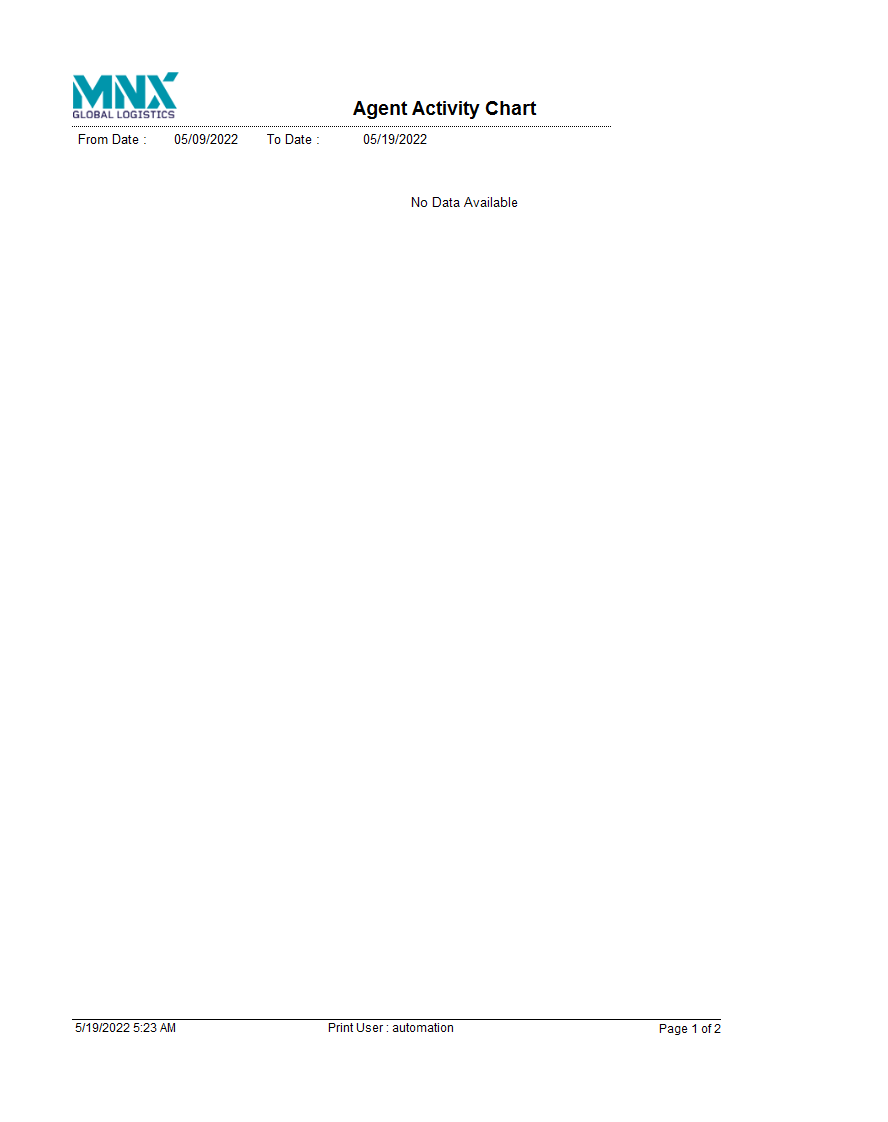 MNX
GLOBAL LOGISTICS
Agent Activity Chart
From Date : 05/09/2022 To Date : 05/19/2022
No Data Available
5/19/2022 5:23 AM Print User : automation Page 1 of 2